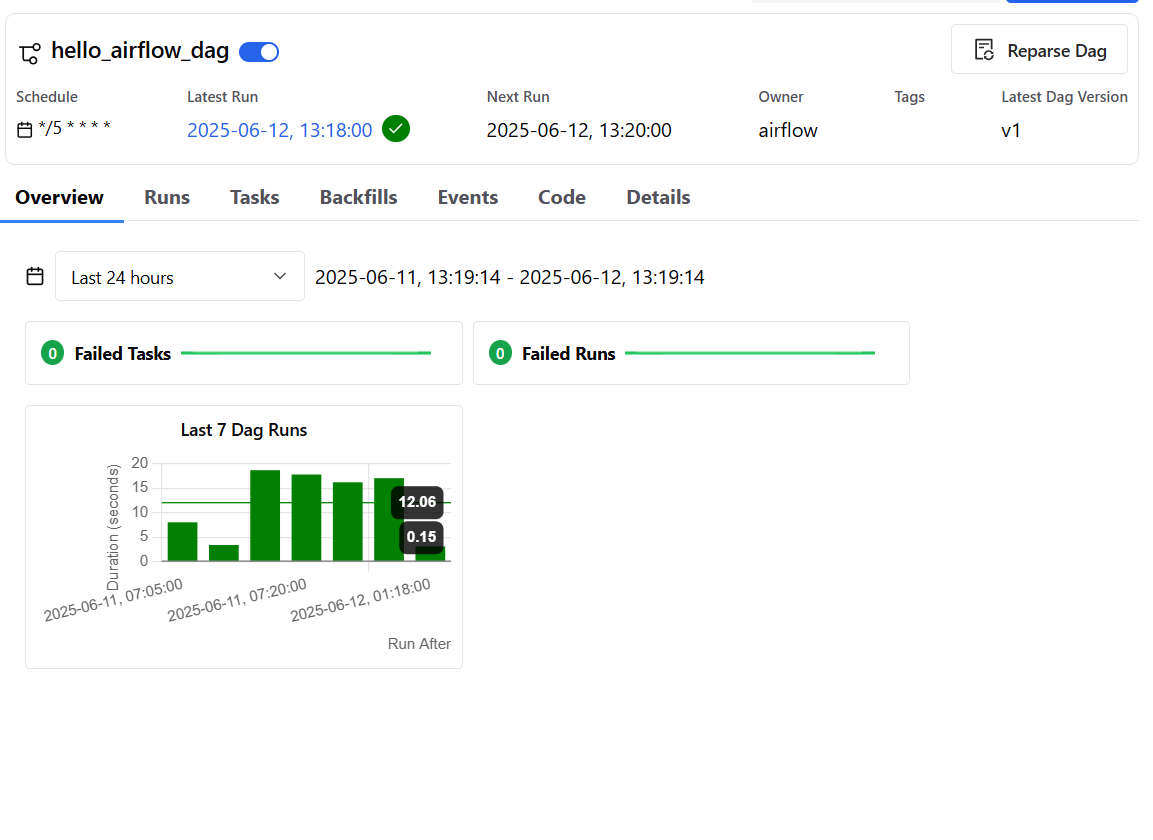 hello_airflow_dag
Reparse Dag
Schedule Latest Run Next Run Owner Tags Latest Dag Version
*/5 * * * * 2025-06-12, 13:18:00 2025-06-12, 13:20:00 airflow v1
Overview Runs Tasks Backfills Events Code Details
Last 24 hours 2025-06-11, 13:19:14 - 2025-06-12, 13:19:14
0 Failed Tasks 0 Failed Runs
Last 7 Dag Runs
Duration (seconds)
20
15
10
5
0
12.06
0.15
2025-06-11, 07:05:00 2025-06-11, 07:20:00 2025-06-12, 01:18:00
Run After